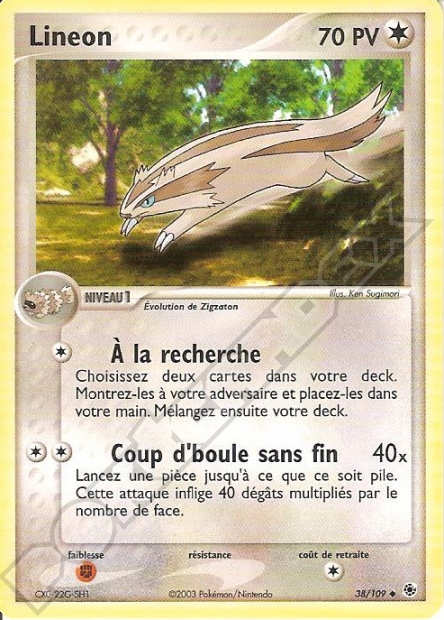 Lineon 70 PV
Illus. Ken Sugimori
NIVEAU 1
Évolution de Zigzaton
À la recherche
Choisissez deux cartes dans votre deck.
Montrez-les à votre adversaire et placez-les dans
votre main. Mélangez ensuite votre deck.
Coup d'boule sans fin 40x
Lancez une pièce jusqu'à ce que ce soit pile.
Cette attaque inflige 40 dégâts multipliés par le
nombre de face.
faiblesse résistance coût de retraite
©2003 Pokémon/Nintendo 38/109